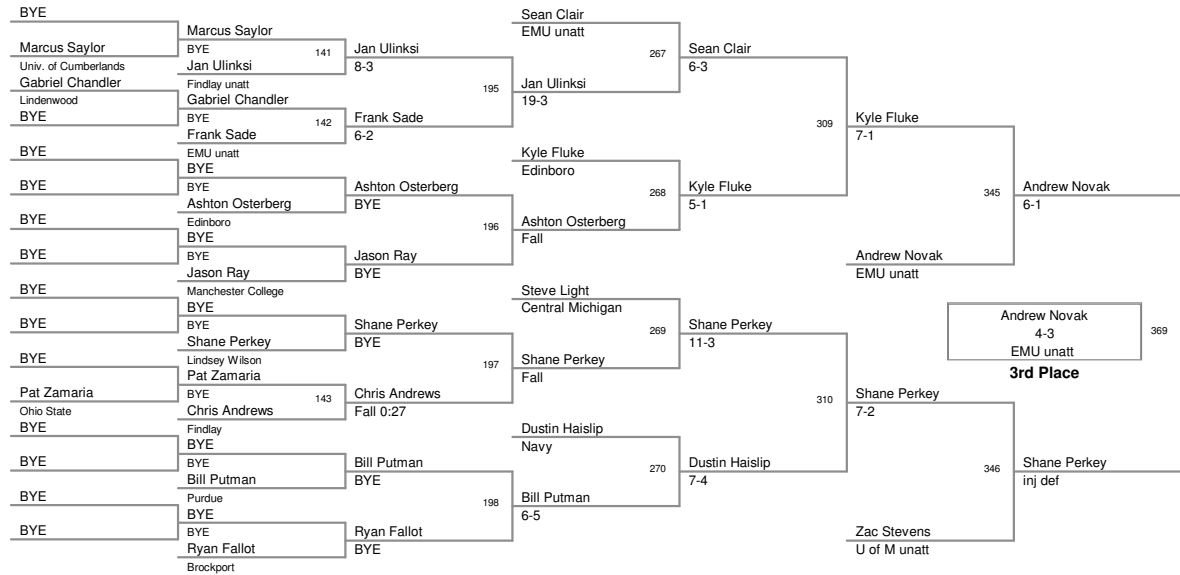 BYE
Marcus Saylor
Univ. of Cumberlands
Gabriel Chandler
Lindenwood
BYE
BYE
BYE
BYE
BYE
BYE
BYE
BYE
Pat Zamaria
Ohio State
BYE
BYE
BYE
BYE
Marcus Saylor
BYE
141
Jan Ulinksi
Findlay unatt
Gabriel Chandler
BYE
142
Frank Sade
EMU unatt
BYE
BYE
Ashton Osterberg
Edinboro
BYE
BYE
Jason Ray
Manchester College
BYE
BYE
Shane Perkey
Lindsey Wilson
Pat Zamaria
BYE
143
Chris Andrews
Findlay
BYE
BYE
Bill Putman
Purdue
BYE
BYE
Ryan Fallot
Brockport
Jan Ulinksi
8-3
195
Frank Sade
6-2
Ashton Osterberg
BYE
196
Jason Ray
BYE
Shane Perkey
BYE
197
Chris Andrews
Fall 0:27
Bill Putman
BYE
198
Ryan Fallot
BYE
Sean Clair
EMU unatt
267
Jan Ulinksi
19-3
Kyle Fluke
Edinboro
268
Ashton Osterberg
Fall
Steve Light
Central Michigan
269
Shane Perkey
Fall
Dustin Haislip
Navy
270
Bill Putman
6-5
Sean Clair
6-3
309
Kyle Fluke
5-1
Shane Perkey
11-3
310
Dustin Haislip
7-4
Kyle Fluke
7-1
345
Andrew Novak
EMU unatt
Shane Perkey
7-2
346
Zac Stevens
U of M unatt
Andrew Novak
6-1
Andrew Novak
4-3
EMU unatt
369
3rd Place
Shane Perkey
inj def